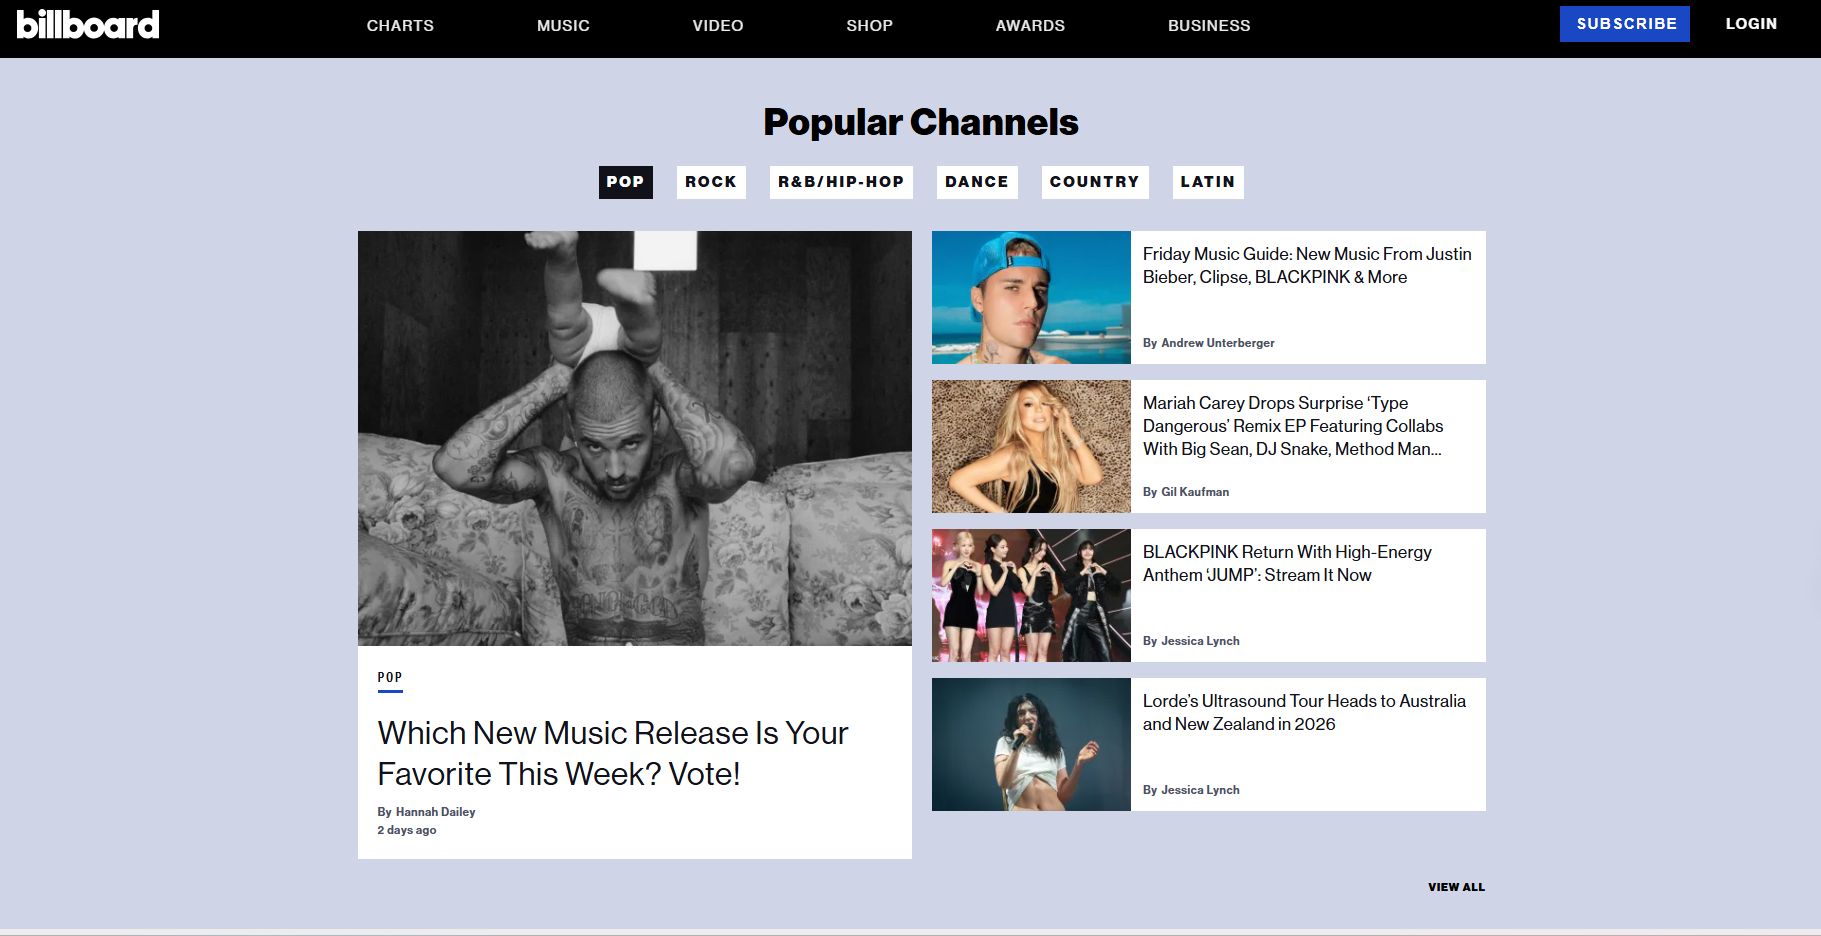 billboard
CHARTS
MUSIC
VIDEO
SHOP
AWARDS
BUSINESS
SUBSCRIBE
LOGIN
Popular Channels
POP
ROCK
R&B/HIP-HOP
DANCE
COUNTRY
LATIN
POP
Which New Music Release Is Your
Favorite This Week? Vote!
By Hannah Dailey
2 days ago
Friday Music Guide: New Music From Justin
Bieber, Clipse, BLACKPINK & More
By Andrew Unterberger
Mariah Carey Drops Surprise ‘Type
Dangerous’ Remix EP Featuring Collabs
With Big Sean, DJ Snake, Method Man...
By Gil Kaufman
BLACKPINK Return With High-Energy
Anthem ‘JUMP’: Stream It Now
By Jessica Lynch
Lorde’s Ultrasound Tour Heads to Australia
and New Zealand in 2026
By Jessica Lynch
VIEW ALL